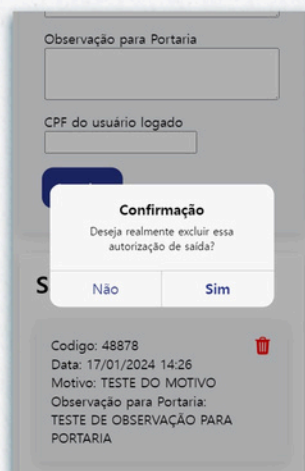 Observação para Portaria
CPF do usuário logado
Confirmação
Deseja realmente excluir essa
autorização de saída?
Não
Sim
S
Codigo: 48878
Data: 17/01/2024 14:26
Motivo: TESTE DO MOTIVO
Observação para Portaria:
TESTE DE OBSERVAÇÃO PARA
PORTARIA